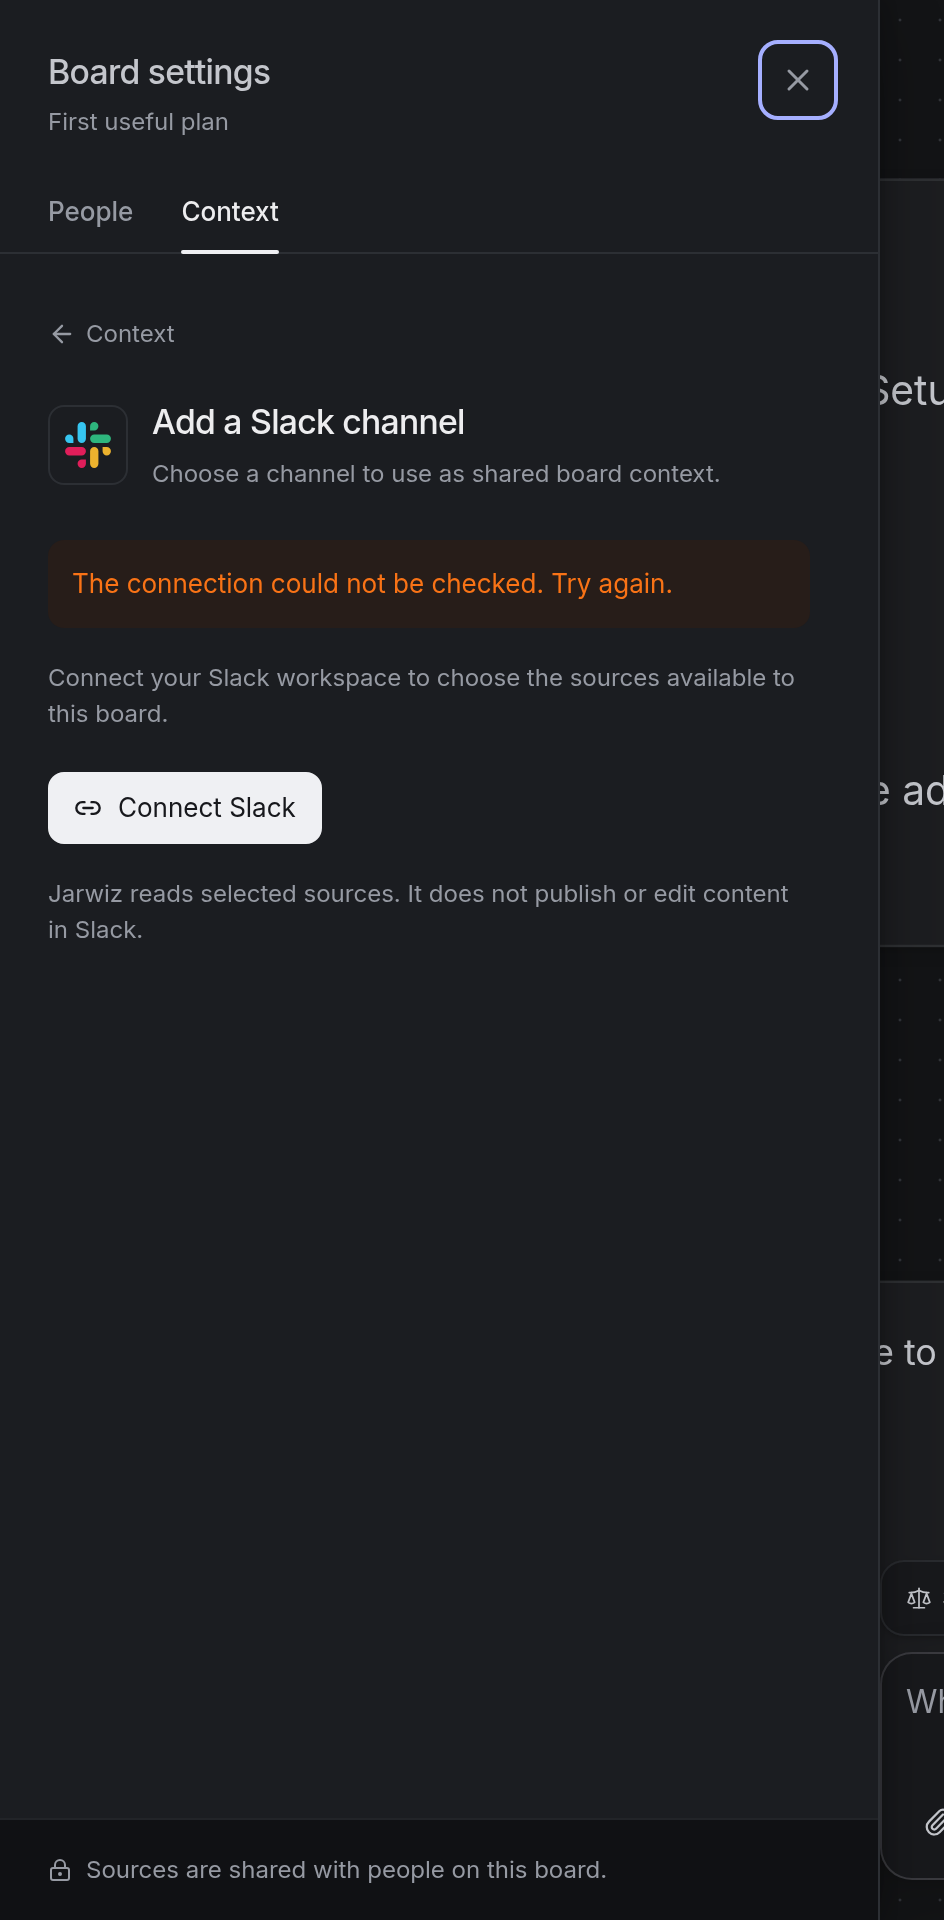 Board settings
First useful plan
People
Context
Context
Add a Slack channel
Choose a channel to use as shared board context.
The connection could not be checked. Try again.
Connect your Slack workspace to choose the sources available to
this board.
Connect Slack
Jarwiz reads selected sources. It does not publish or edit content
in Slack.
Sources are shared with people on this board.
to